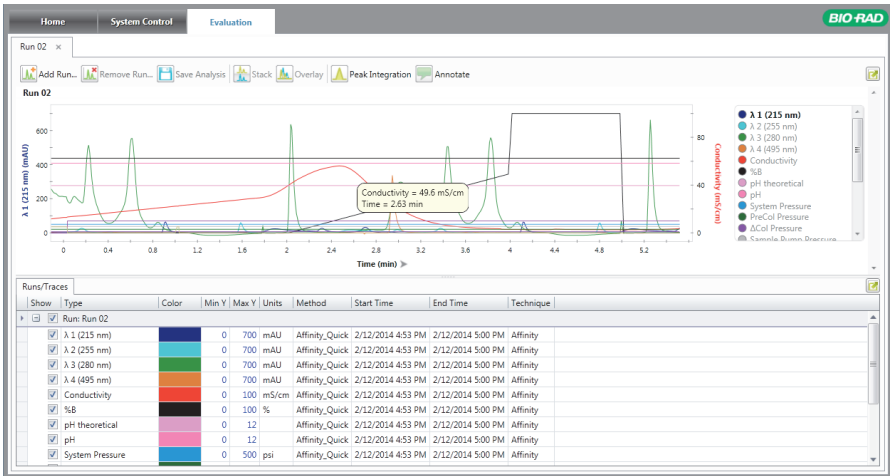 Home System Control Evaluation BIO-RAD
Run 02 ×
Add Run... Remove Run... Save Analysis Stack Overlay Peak Integration Annotate
Run 02
λ 1 (215 nm) (mAU)
600
400
200
0
0 0.4 0.8 1.2 1.6 2 2.4 2.8 3.2 3.6 4 4.4 4.8 5.2
Time (min)
Conductivity = 49.6 mS/cm
Time = 2.63 min
80
40
0
Conductivity (mS/cm)
λ 1 (215 nm)
λ 2 (255 nm)
λ 3 (280 nm)
λ 4 (495 nm)
Conductivity
%B
pH theoretical
pH
System Pressure
PreCol Pressure
ΔCol Pressure
Sample Pump Pressure
Runs/Traces
Show Type Color Min Y Max Y Units Method Start Time End Time Technique
Run: Run 02
λ 1 (215 nm) 0 700 mAU Affinity_Quick 2/12/2014 4:53 PM 2/12/2014 5:00 PM Affinity
λ 2 (255 nm) 0 700 mAU Affinity_Quick 2/12/2014 4:53 PM 2/12/2014 5:00 PM Affinity
λ 3 (280 nm) 0 700 mAU Affinity_Quick 2/12/2014 4:53 PM 2/12/2014 5:00 PM Affinity
λ 4 (495 nm) 0 700 mAU Affinity_Quick 2/12/2014 4:53 PM 2/12/2014 5:00 PM Affinity
Conductivity 0 100 mS/cm Affinity_Quick 2/12/2014 4:53 PM 2/12/2014 5:00 PM Affinity
%B 0 100 % Affinity_Quick 2/12/2014 4:53 PM 2/12/2014 5:00 PM Affinity
pH theoretical 0 12 Affinity_Quick 2/12/2014 4:53 PM 2/12/2014 5:00 PM Affinity
pH 0 12 Affinity_Quick 2/12/2014 4:53 PM 2/12/2014 5:00 PM Affinity
System Pressure 0 500 psi Affinity_Quick 2/12/2014 4:53 PM 2/12/2014 5:00 PM Affinity